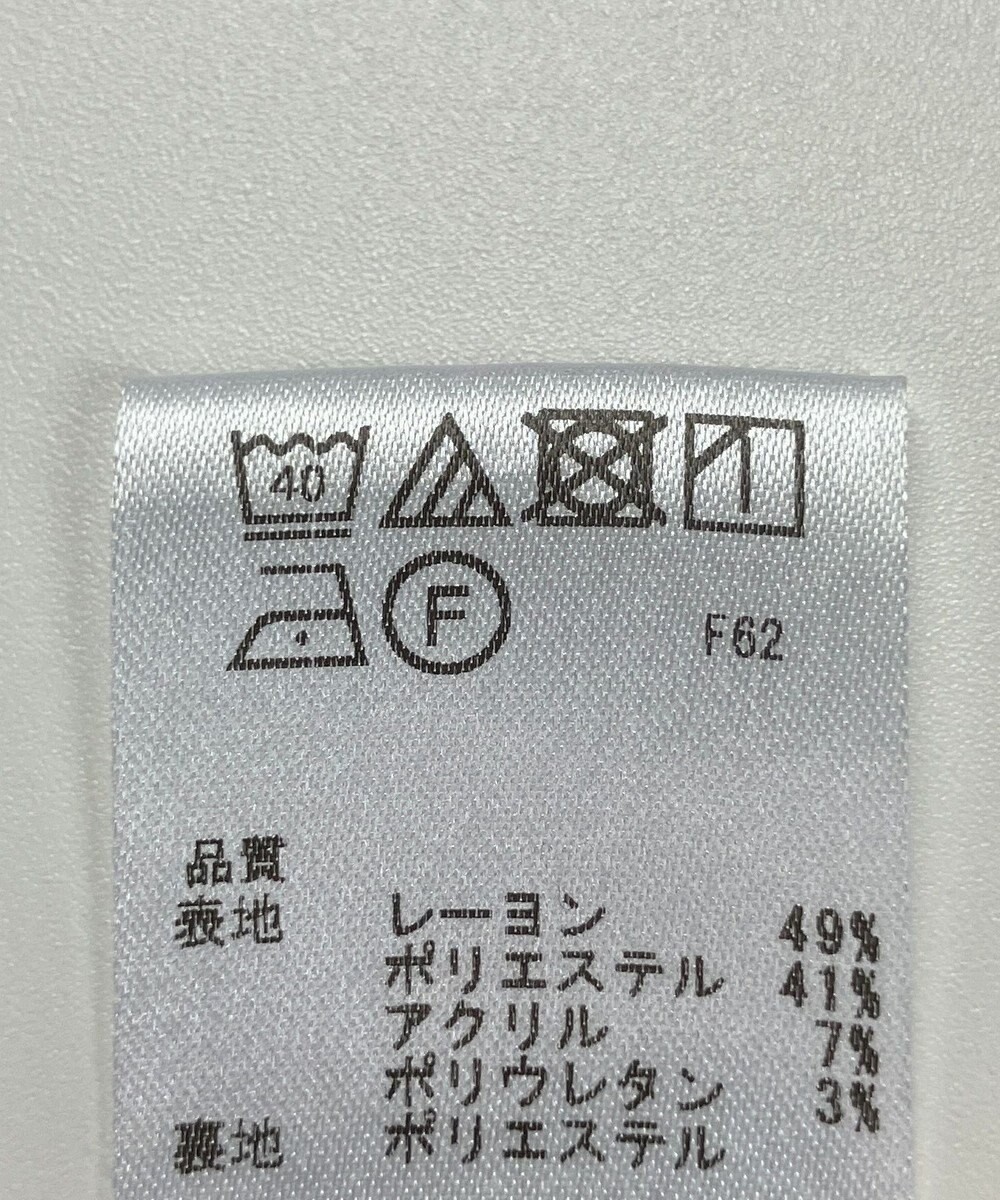 40
F
F62
品質
表地 レーヨン 49%
ポリエステル 41%
アクリル 7%
ポリウレタン 3%
裏地 ポリエステル